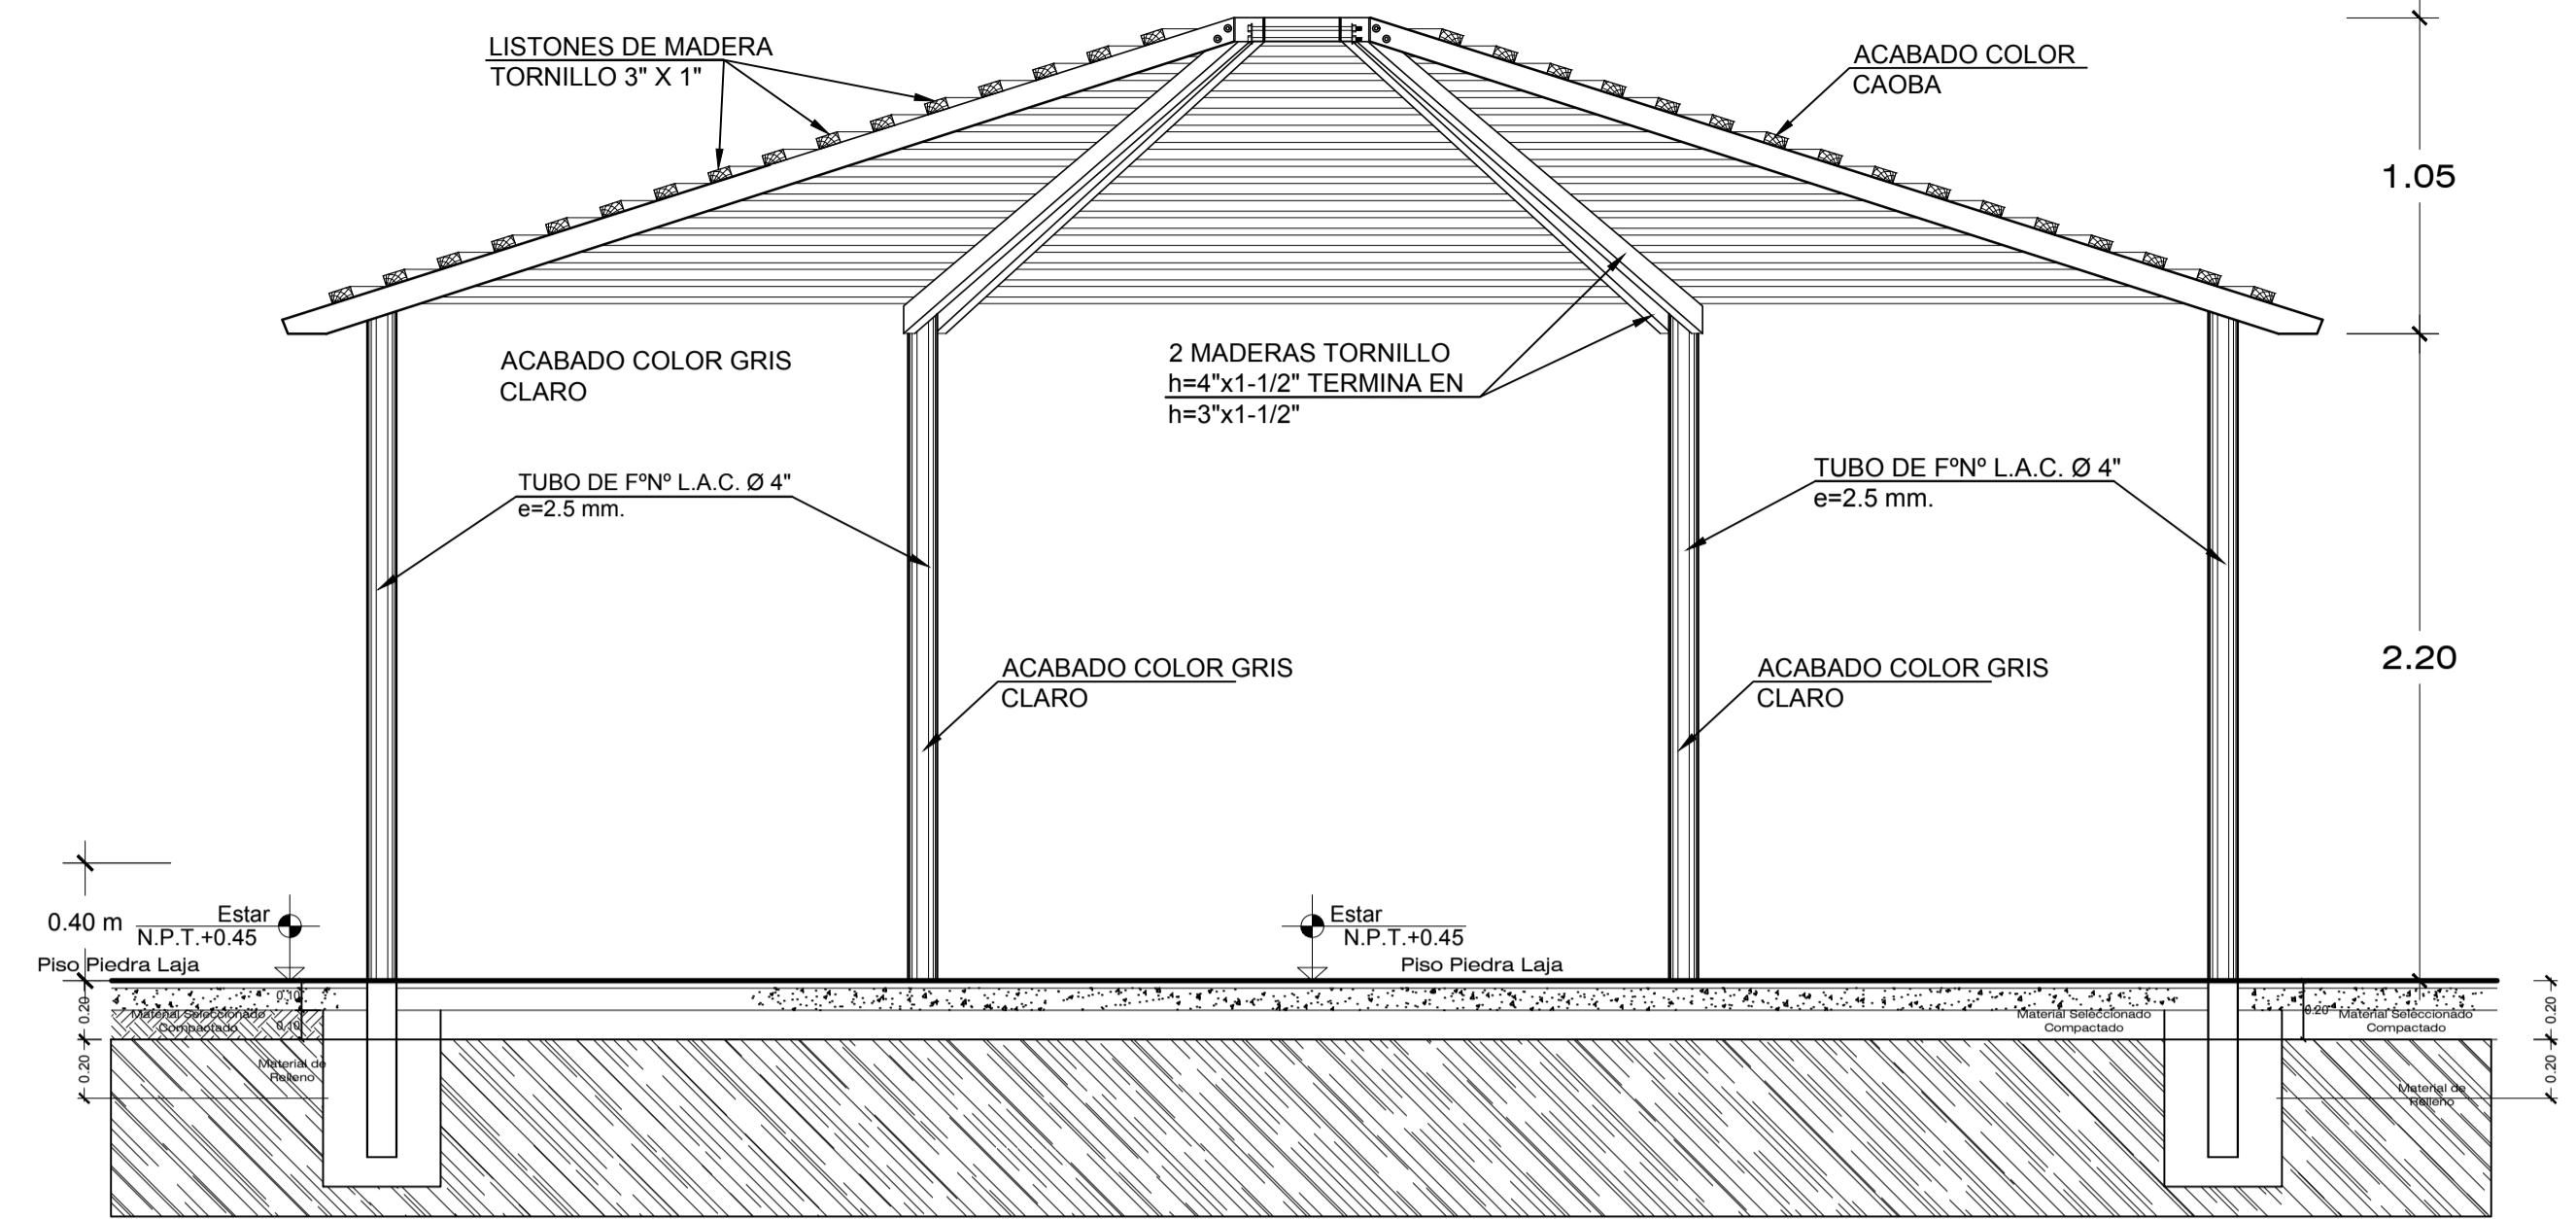 LISTONES DE MADERA
TORNILLO 3" X 1"
ACABADO COLOR
CAOBA
1.05
ACABADO COLOR GRIS
CLARO
2 MADERAS TORNILLO
h=4"x1-1/2" TERMINA EN
h=3"x1-1/2"
TUBO DE FºNº L.A.C. Ø 4"
e=2.5 mm.
TUBO DE FºNº L.A.C. Ø 4"
e=2.5 mm.
2.20
ACABADO COLOR GRIS
CLARO
ACABADO COLOR GRIS
CLARO
0.40 m
Estar
N.P.T.+0.45
Piso Piedra Laja
Estar
N.P.T.+0.45
Piso Piedra Laja
0.20
0.10
Material Seleccionado
Compactado
0.10
0.20
Material de
Relleno
Material Seleccionado
Compactado
0.20
Material Seleccionado
Compactado
0.20
0.20
Material de
Relleno